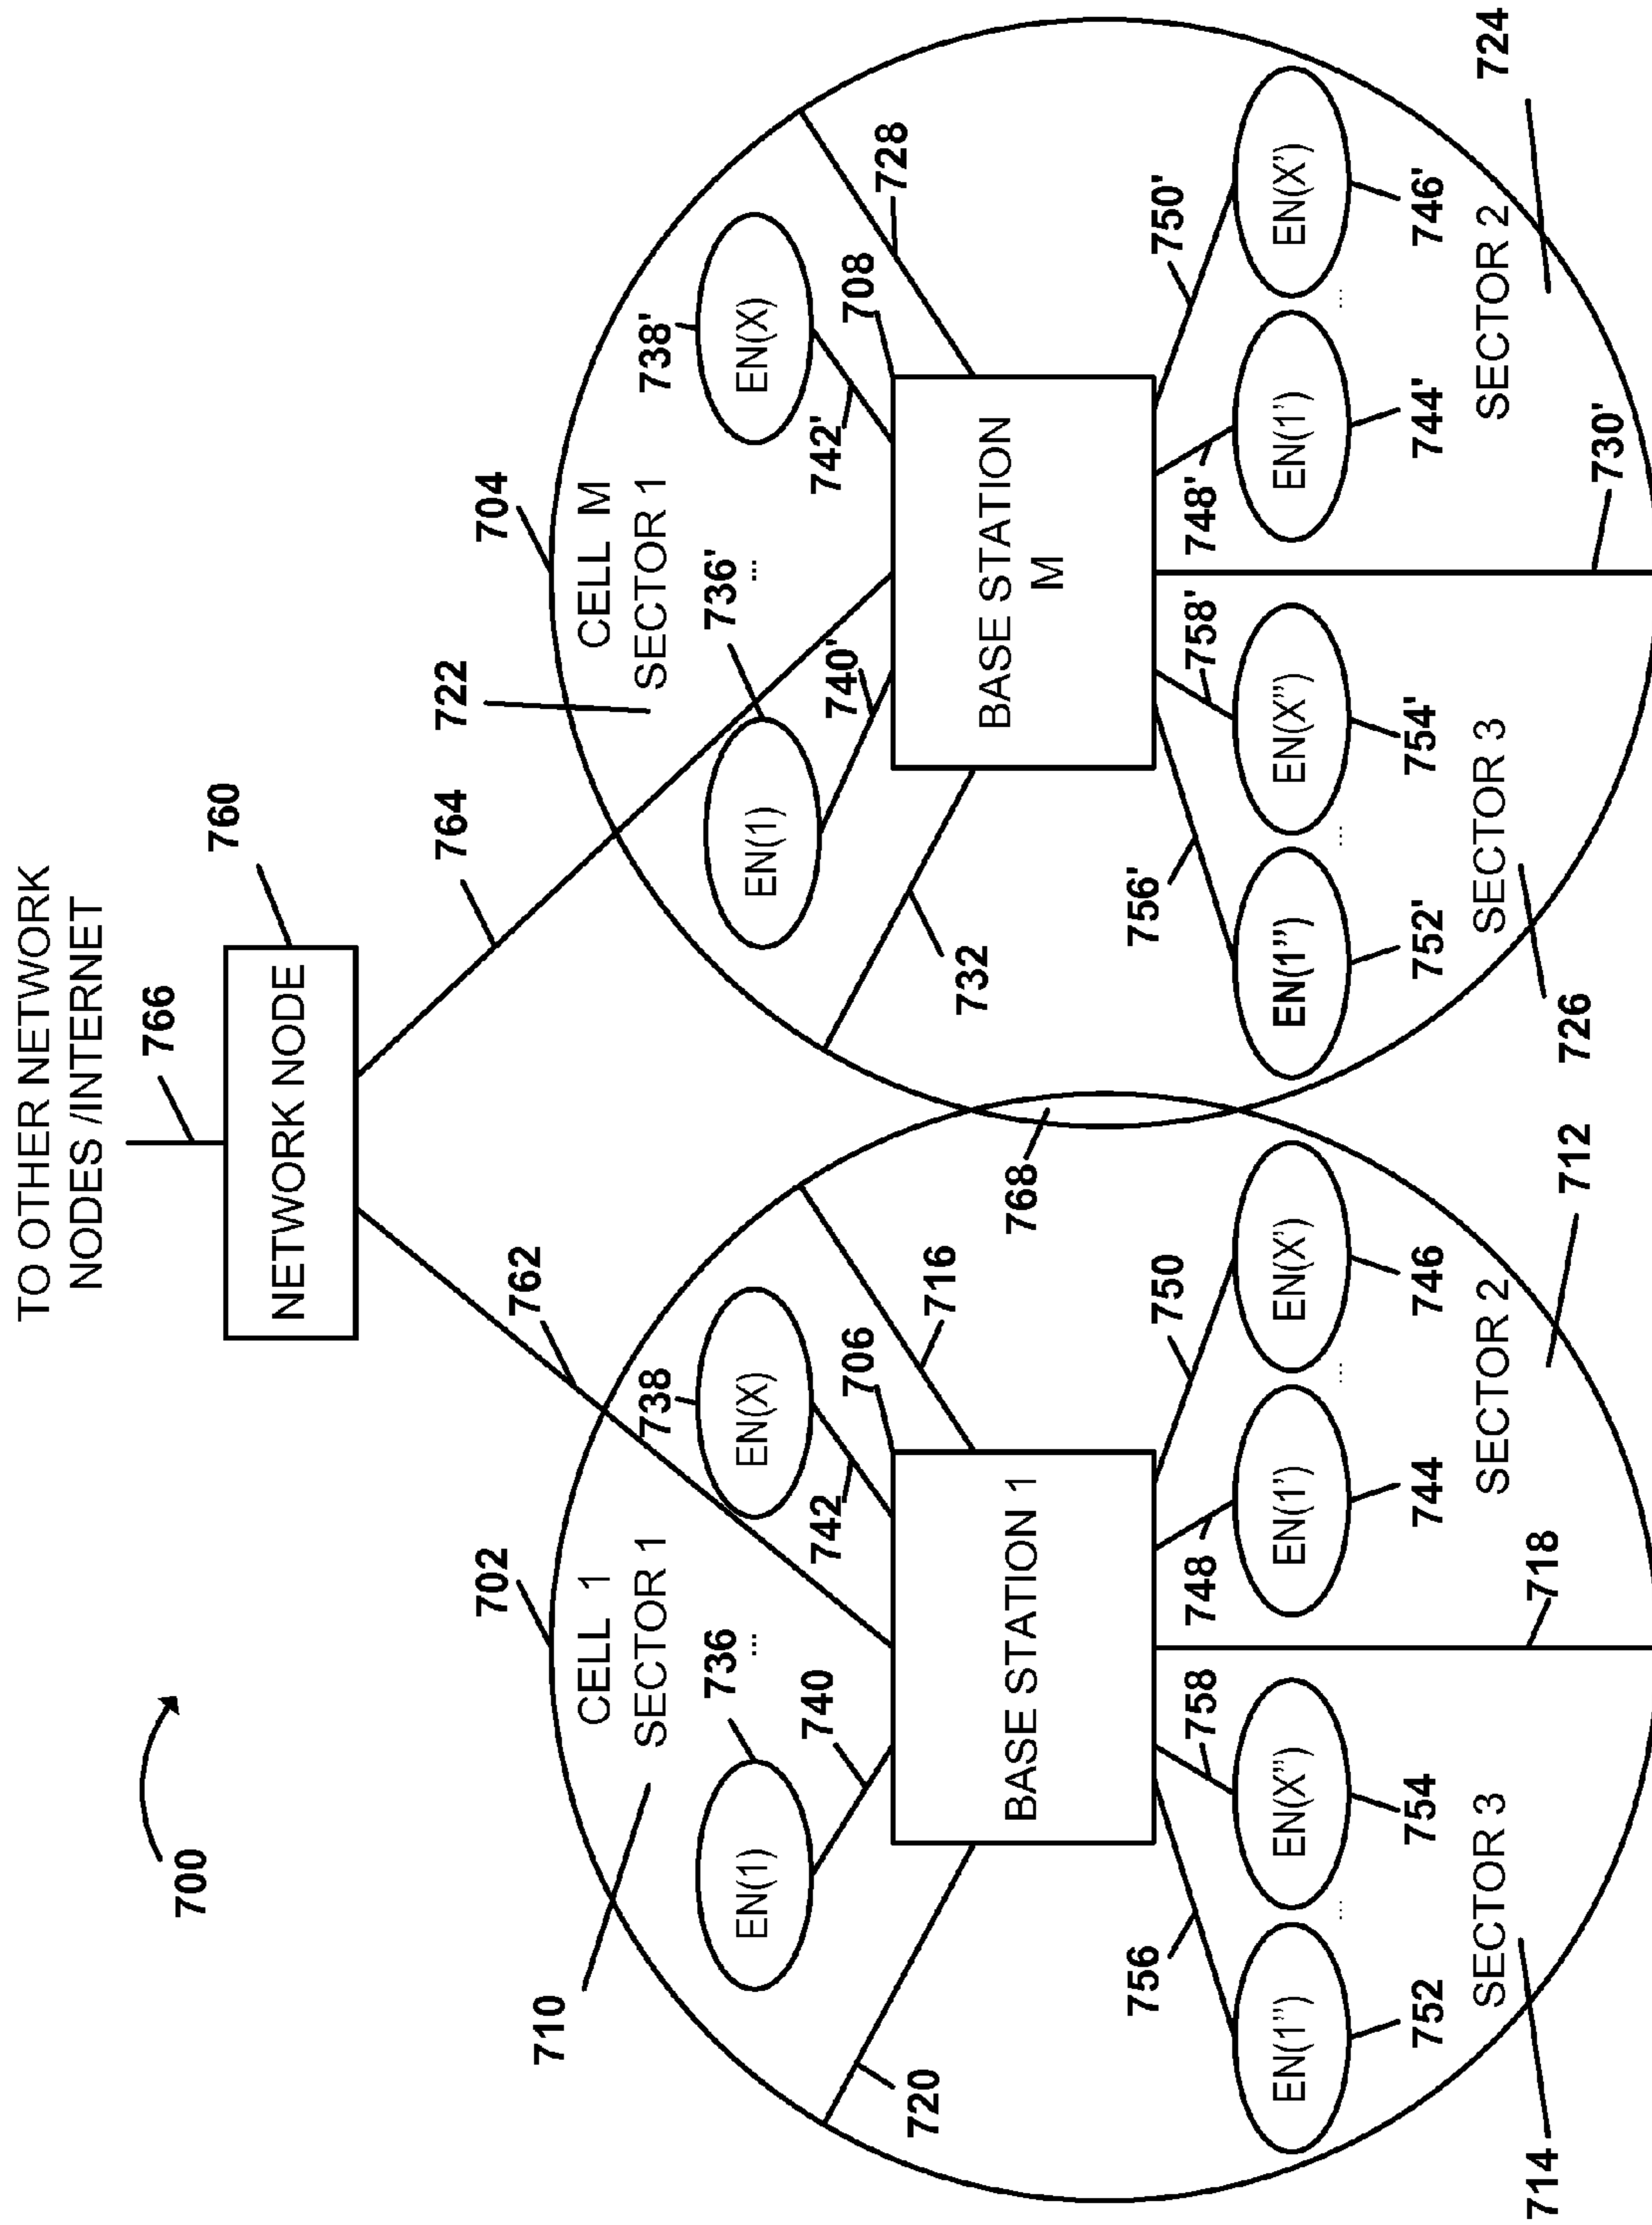 TO OTHER NETWORK
NODES /INTERNET
766
NETWORK NODE
760
700
762
764
702
CELL 1
SECTOR 1
710
736
...
EN(1)
740
738
EN(X)
742
706
716
720
BASE STATION 1
768
756
758
748
750
EN(1'')
...
EN(X'')
EN(1')
...
EN(X')
752
754
744
746
SECTOR 3
SECTOR 2
714
718
712
704
CELL M
SECTOR 1
722
736'
...
EN(1)
740'
738'
EN(X)
742'
708
728
732
BASE STATION
M
756'
758'
748'
750'
EN(1'')
...
EN(X'')
EN(1')
...
EN(X')
752'
754'
744'
746'
SECTOR 3
SECTOR 2
726
730'
724